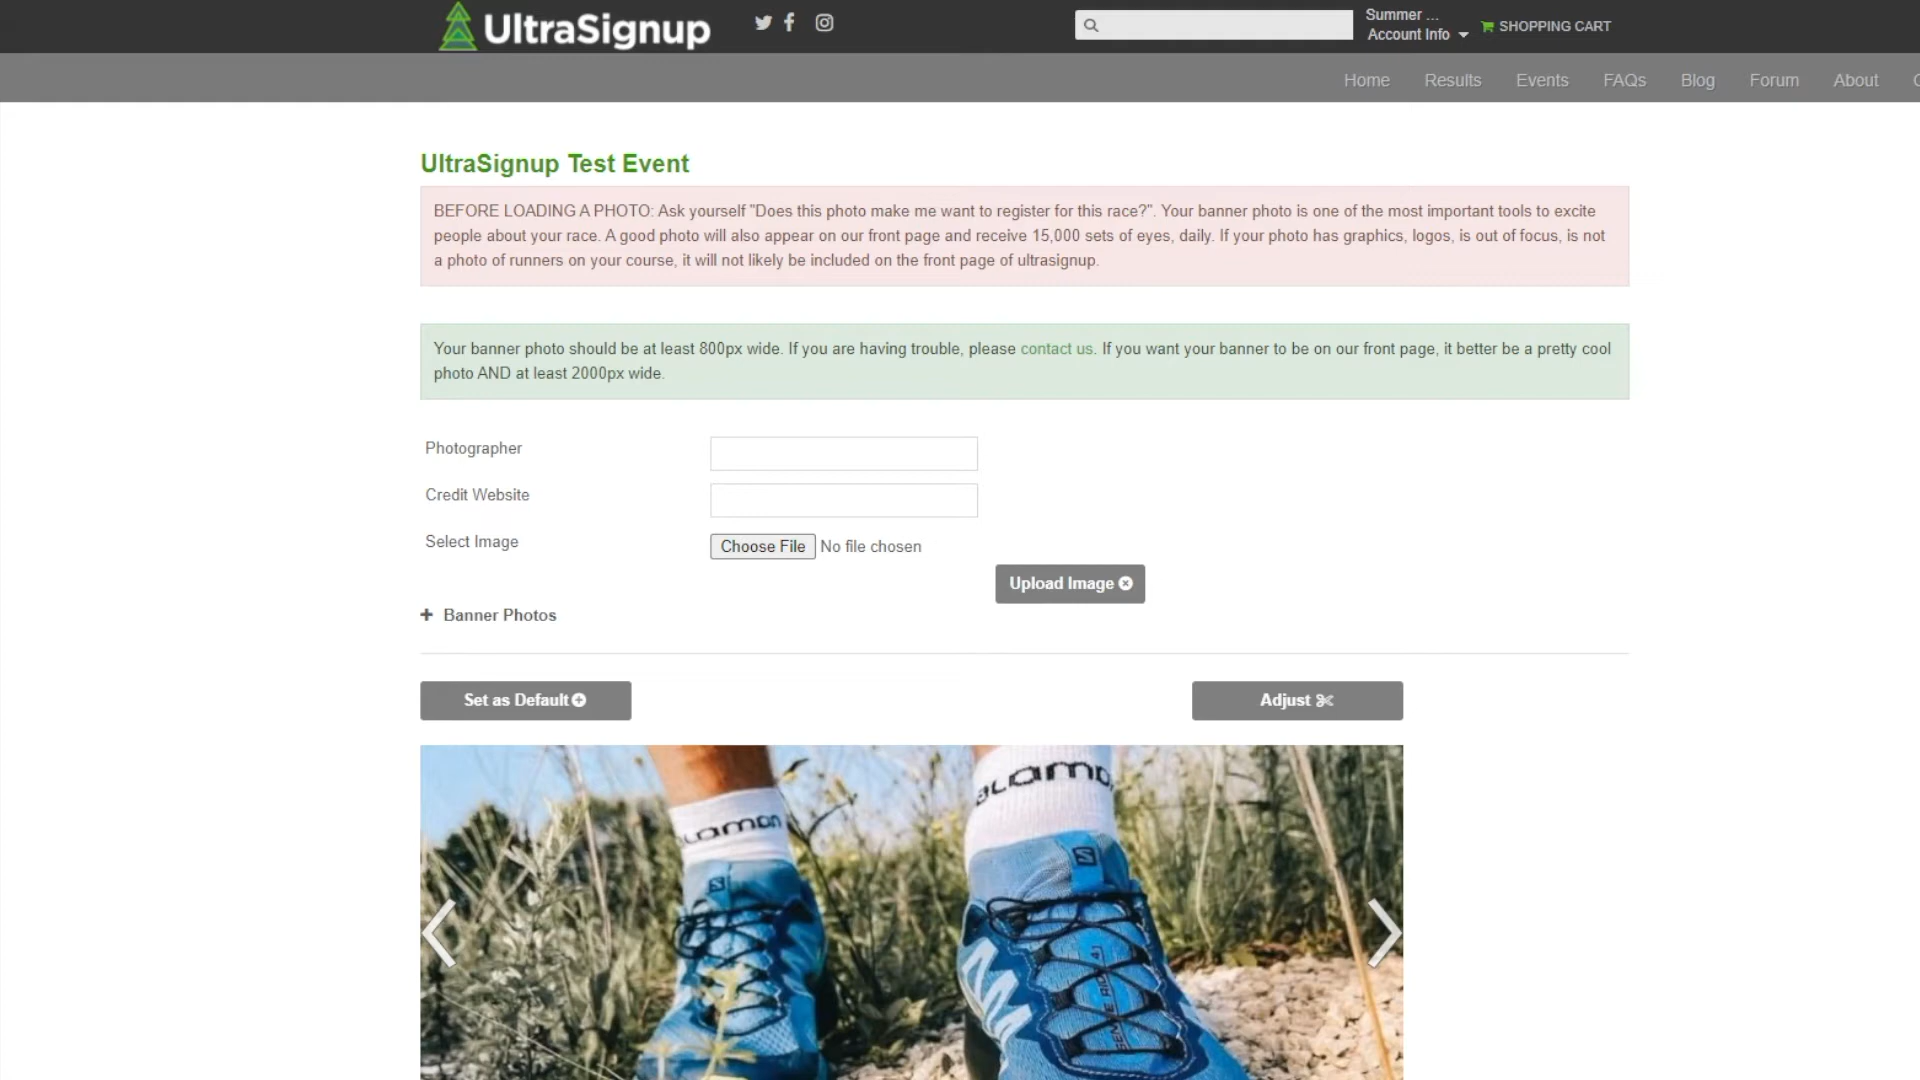 UltraSignup
Summer ...
Account Info
SHOPPING CART
Home Results Events FAQs Blog Forum About
UltraSignup Test Event
BEFORE LOADING A PHOTO: Ask yourself "Does this photo make me want to register for this race?". Your banner photo is one of the most important tools to excite
people about your race. A good photo will also appear on our front page and receive 15,000 sets of eyes, daily. If your photo has graphics, logos, is out of focus, is not
a photo of runners on your course, it will not likely be included on the front page of ultrasignup.
Your banner photo should be at least 800px wide. If you are having trouble, please contact us. If you want your banner to be on our front page, it better be a pretty cool
photo AND at least 2000px wide.
Photographer
Credit Website
Select Image Choose File No file chosen
Upload Image
Banner Photos
Set as Default Adjust